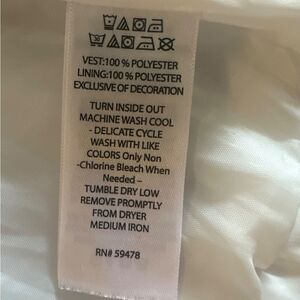 VEST:100 % POLYESTER
LINING:100 % POLYESTER
EXCLUSIVE OF DECORATION
TURN INSIDE OUT
MACHINE WASH COOL
- DELICATE CYCLE
WASH WITH LIKE
COLORS Only Non
-Chlorine Bleach When
Needed –
TUMBLE DRY LOW
REMOVE PROMPTLY
FROM DRYER
MEDIUM IRON
RN# 59478